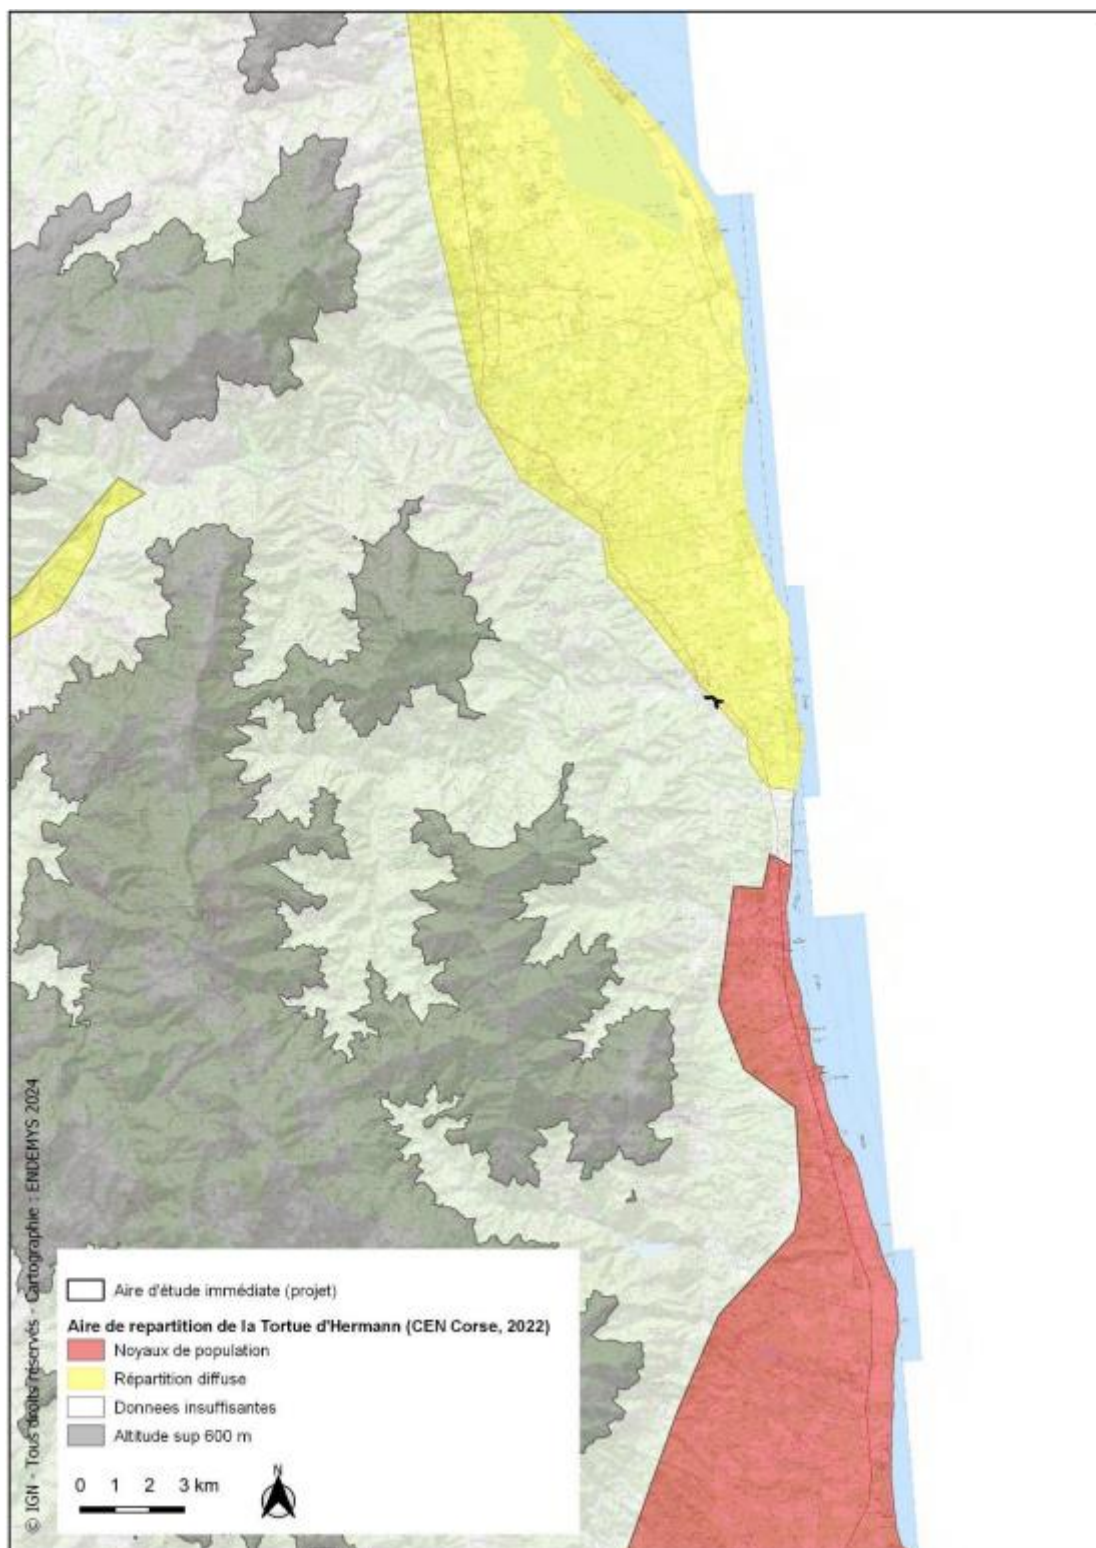 Aire d'étude immédiate (projet)
Aire de repartition de la Tortue d'Hermann (CEN Corse, 2022)
Noyaux de population
Répartition diffuse
Donnees insuffisantes
Altitude sup 600 m
0 1 2 3 km
N
© IGN - Tous droits réservés - Cartographie : ENDEMYS 2024